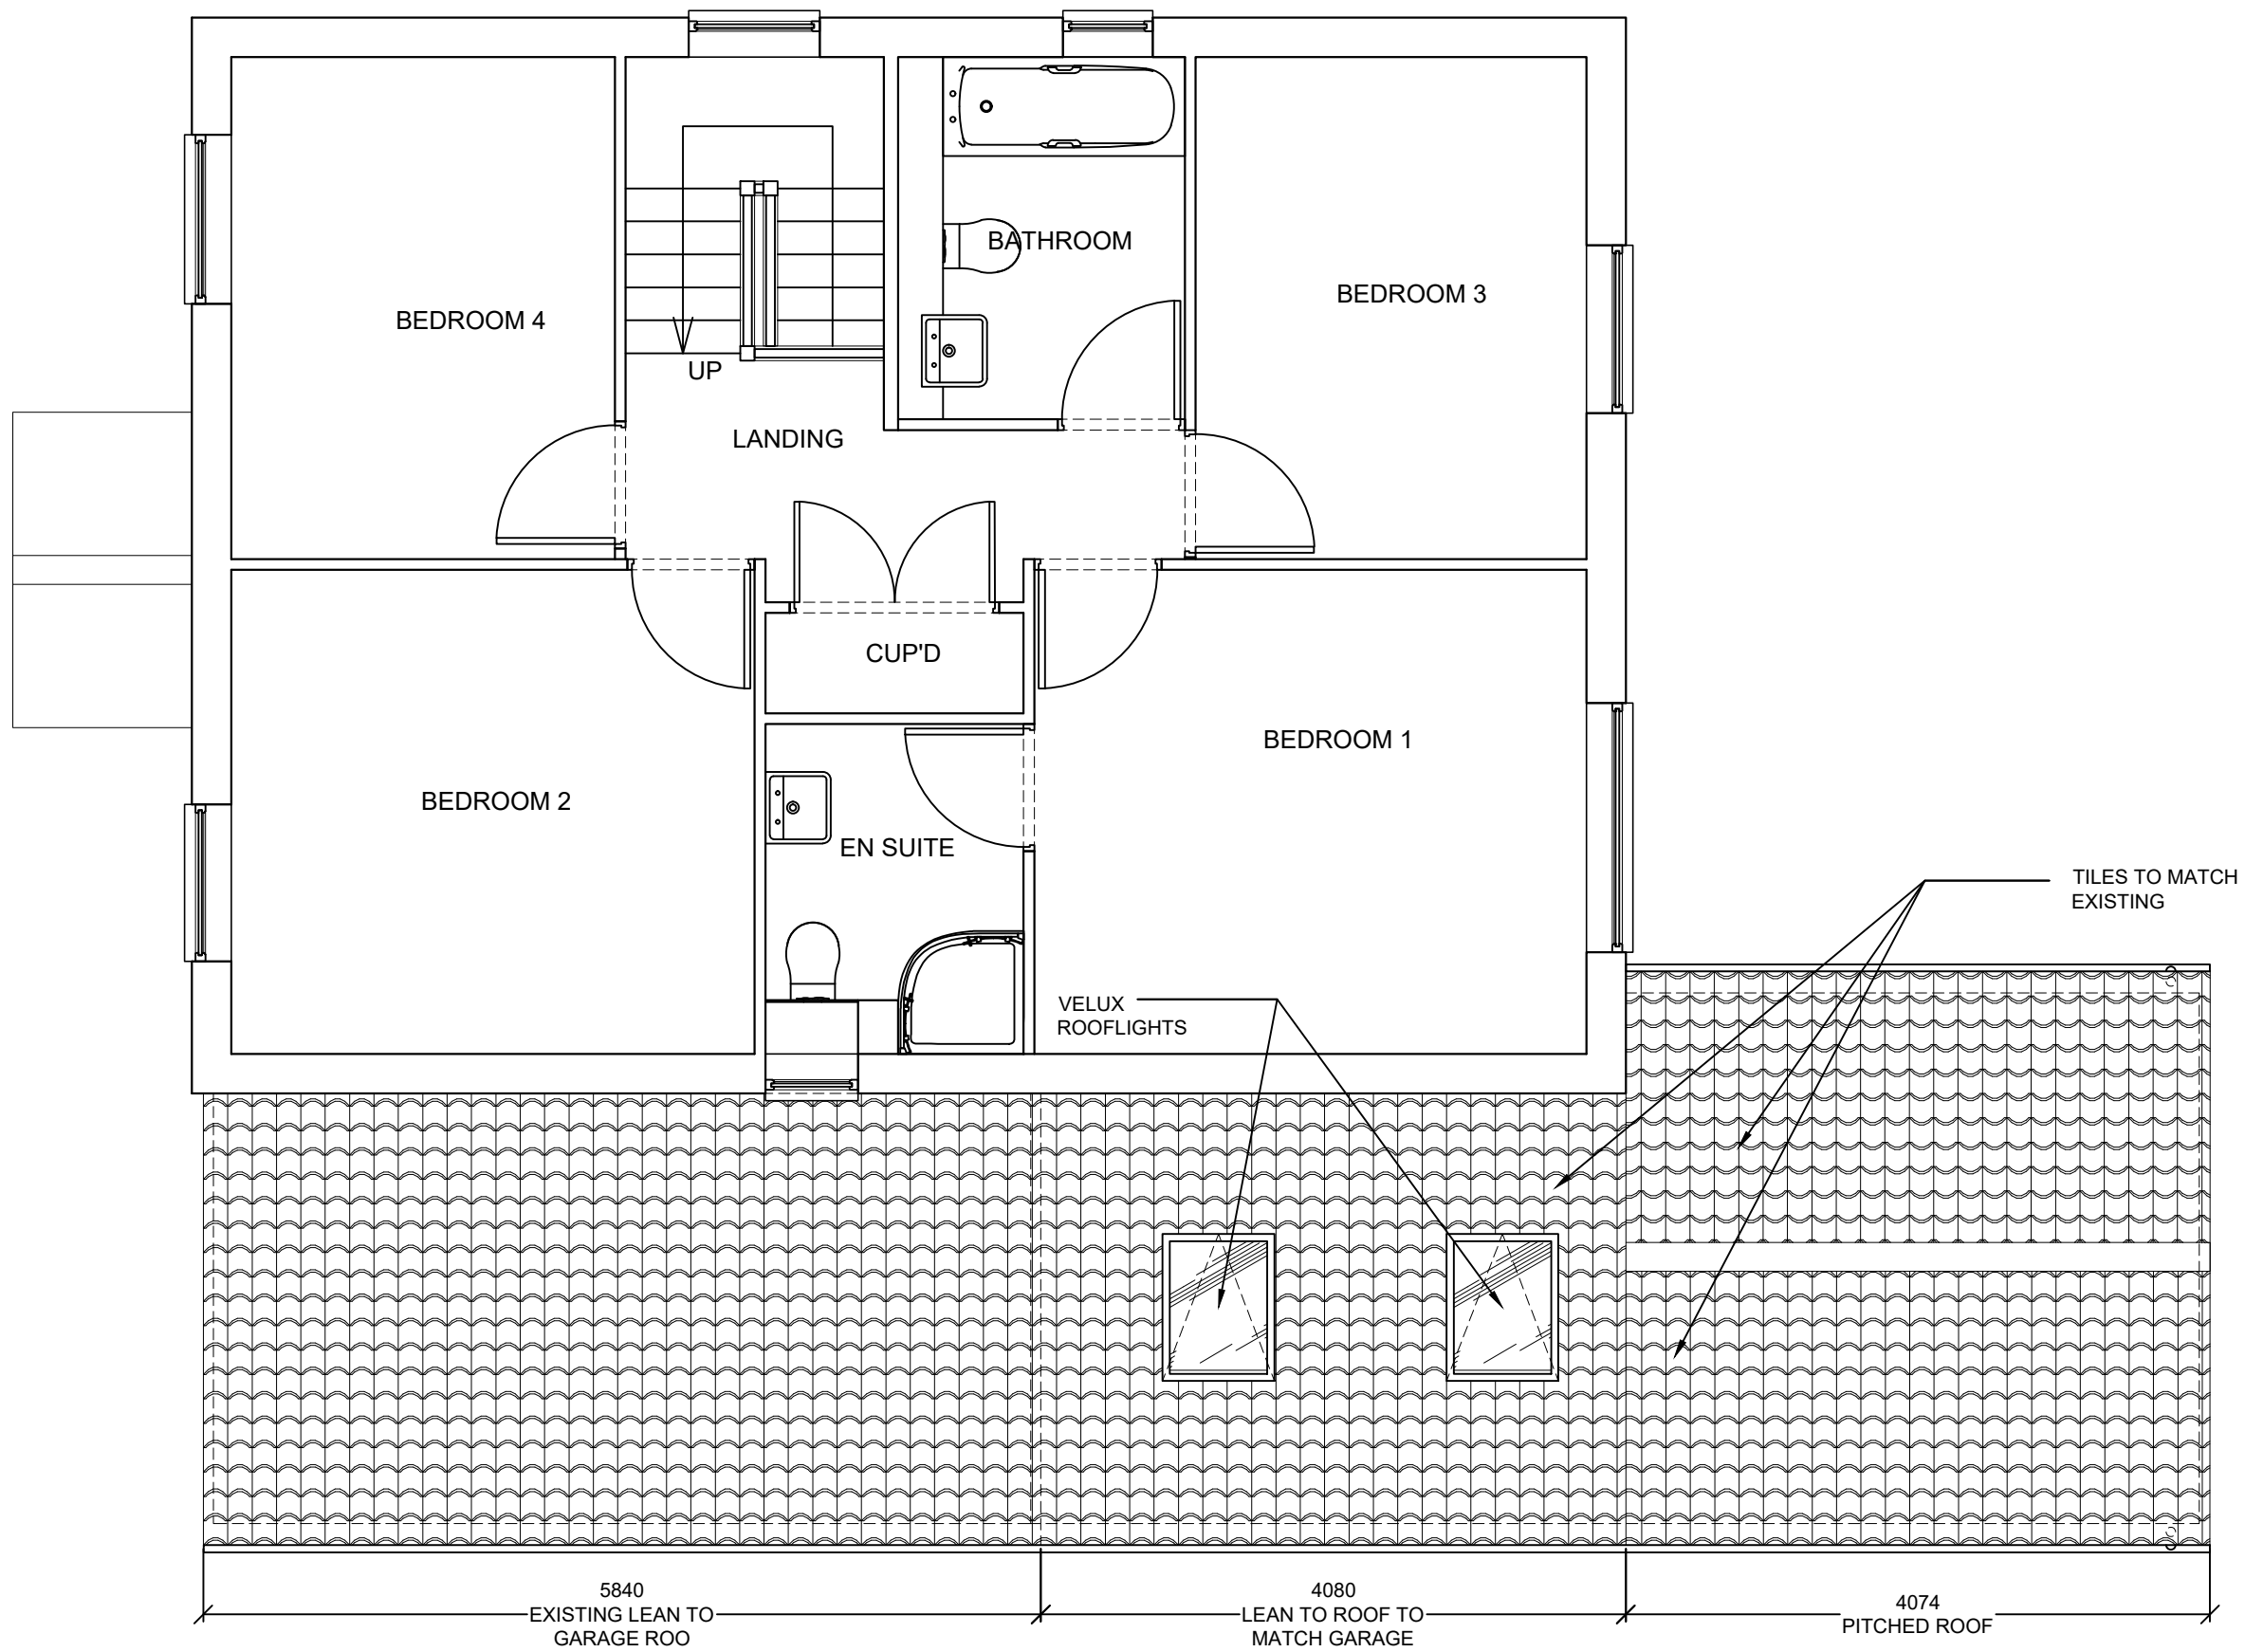 BATHROOM
BEDROOM 3
BEDROOM 4
UP
LANDING
CUP'D
BEDROOM 1
BEDROOM 2
EN SUITE
TILES TO MATCH
EXISTING
VELUX
ROOFLIGHTS
5840
EXISTING LEAN TO
GARAGE ROO
4080
LEAN TO ROOF TO
MATCH GARAGE
4074
PITCHED ROOF